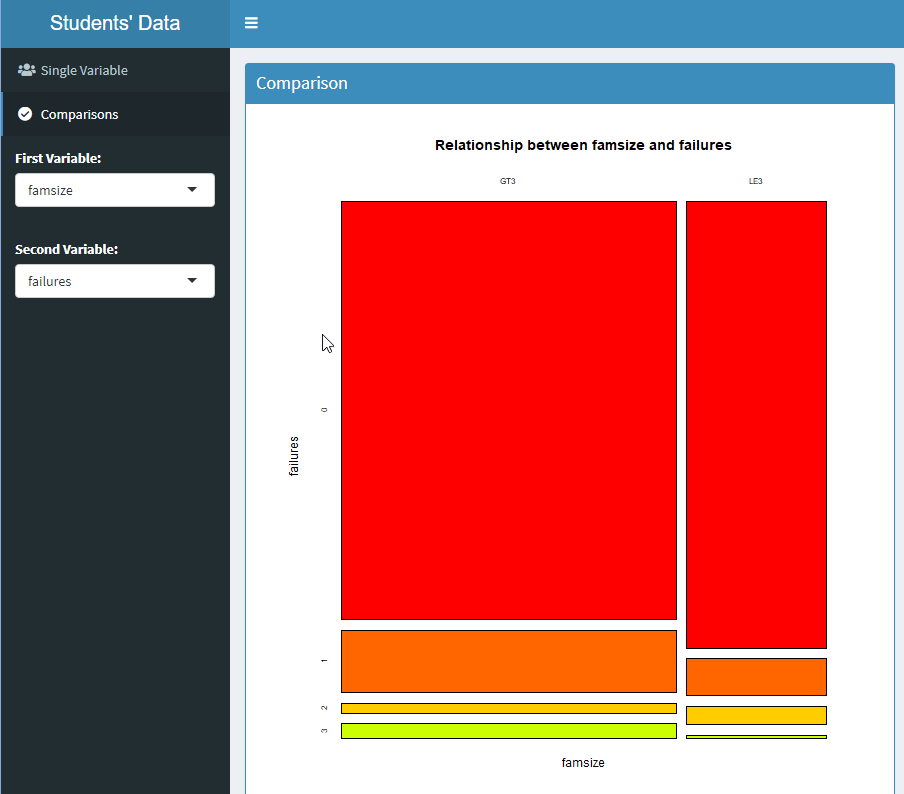 Students' Data
Single Variable
Comparisons
First Variable:
famsize
Second Variable:
failures
Comparison
Relationship between famsize and failures
GT3
LE3
0
failures
1
2
3
famsize